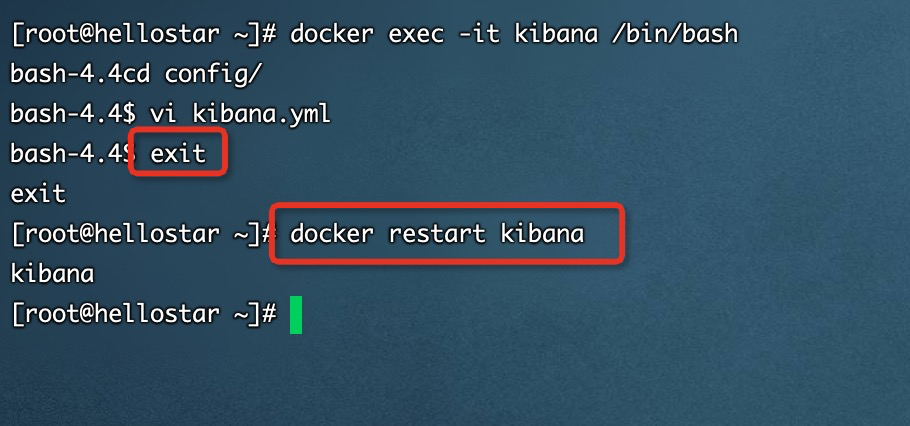 [root@hellostar ~]# docker exec -it kibana /bin/bash
bash-4.4cd config/
bash-4.4$ vi kibana.yml
bash-4.4$ exit
exit
[root@hellostar ~]# docker restart kibana
kibana
[root@hellostar ~]#